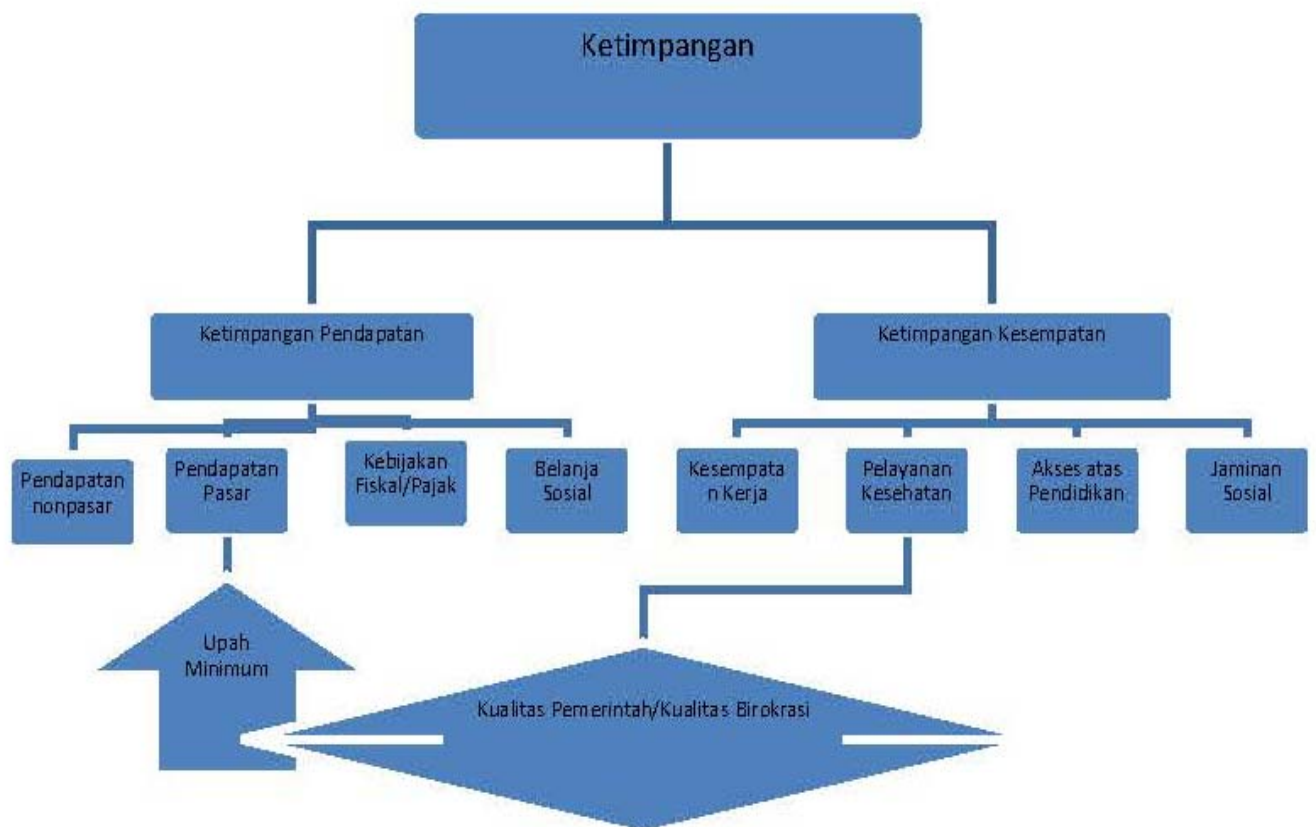 Ketimpangan
Ketimpangan Pendapatan
Ketimpangan Kesempatan
Pendapatan
nonpasar
Pendapatan
Pasar
Kebijakan
Fiskal/Pajak
Belanja
Sosial
Kesempata
n Kerja
Pelayanan
Kesehatan
Akses atas
Pendidikan
Jaminan
Sosial
Upah
Minimum
Kualitas Pemerintah/Kualitas Birokrasi